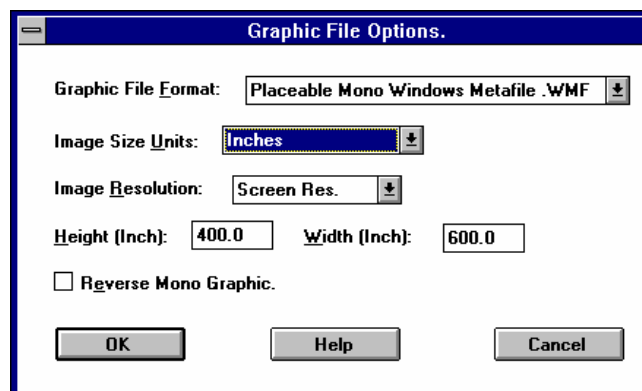 Graphic File Options.
Graphic File Format: Placeable Mono Windows Metafile .WMF
Image Size Units: Inches
Image Resolution: Screen Res.
Height (Inch): 400.0 Width (Inch): 600.0
Reverse Mono Graphic.
OK Help Cancel